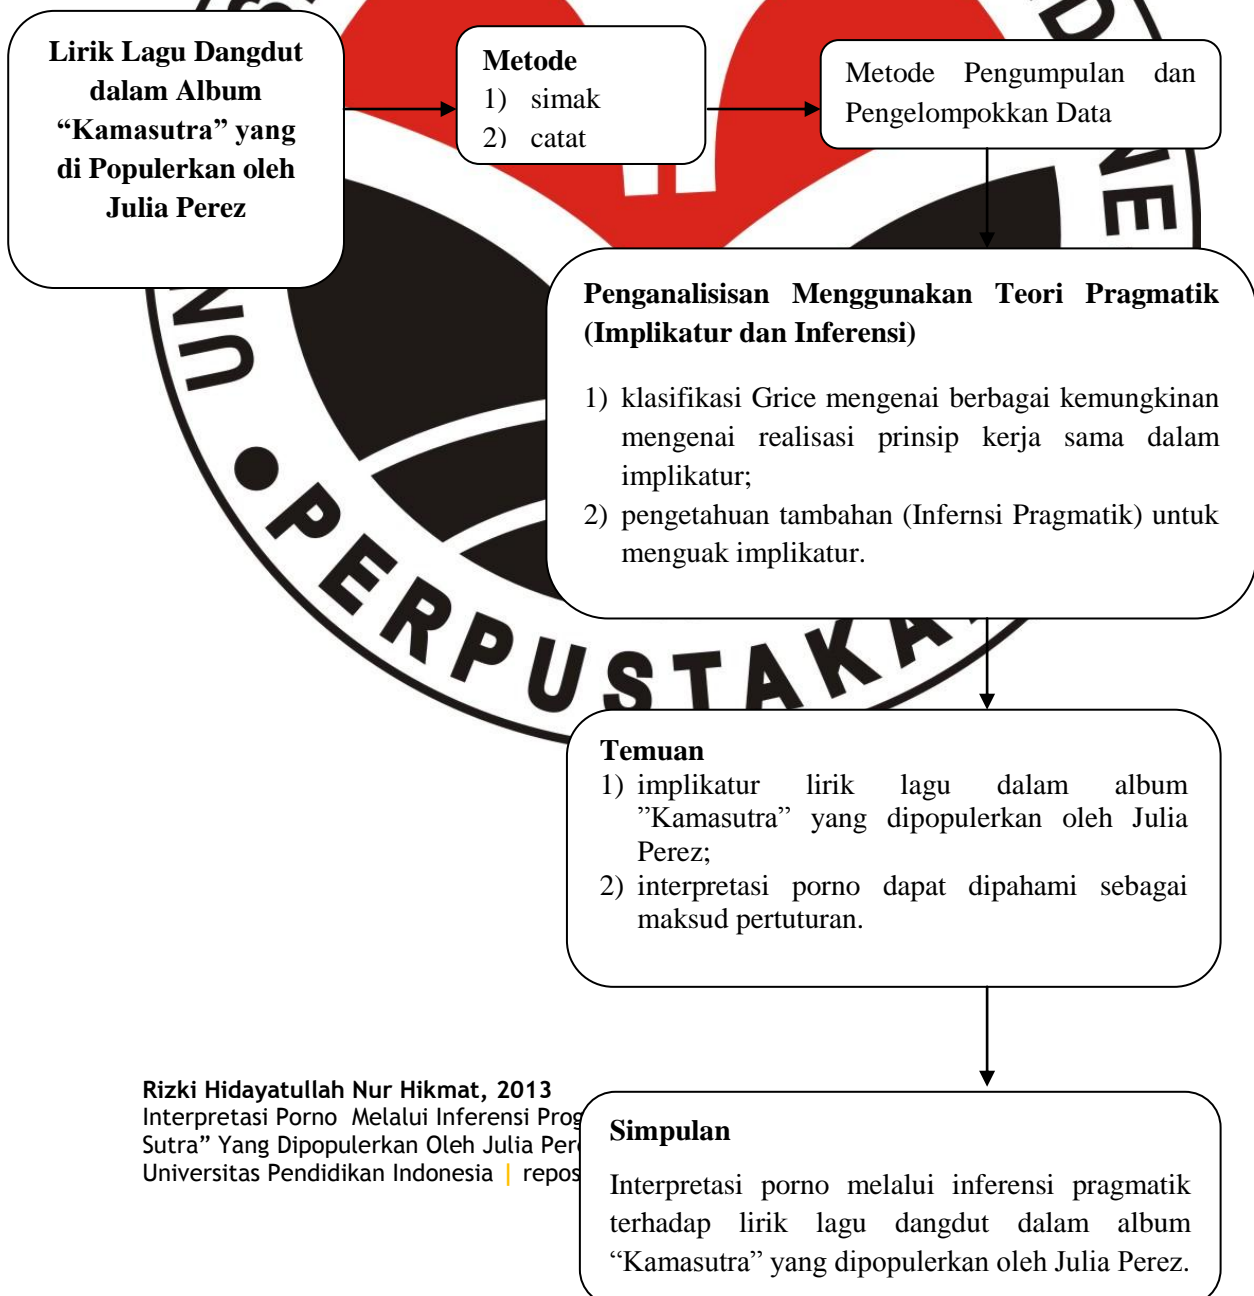 Lirik Lagu Dangdut
dalam Album
“Kamasutra” yang
di Populerkan oleh
Julia Perez
Metode
1) simak
2) catat
Metode Pengumpulan dan
Pengelompokkan Data
Penganalisisan Menggunakan Teori Pragmatik
(Implikatur dan Inferensi)
1) klasifikasi Grice mengenai berbagai kemungkinan
mengenai realisasi prinsip kerja sama dalam
implikatur;
2) pengetahuan tambahan (Infernsi Pragmatik) untuk
menguak implikatur.
PERPUSTAKA
Temuan
1) implikatur lirik lagu dalam album
”Kamasutra” yang dipopulerkan oleh Julia
Perez;
2) interpretasi porno dapat dipahami sebagai
maksud pertuturan.
Rizki Hidayatullah Nur Hikmat, 2013
Interpretasi Porno Melalui Inferensi
Sutra” Yang Dipopulerkan Oleh Julia
Universitas Pendidikan Indonesia |
Simpulan
Interpretasi porno melalui inferensi pragmatik
terhadap lirik lagu dangdut dalam album
“Kamasutra” yang dipopulerkan oleh Julia Perez.